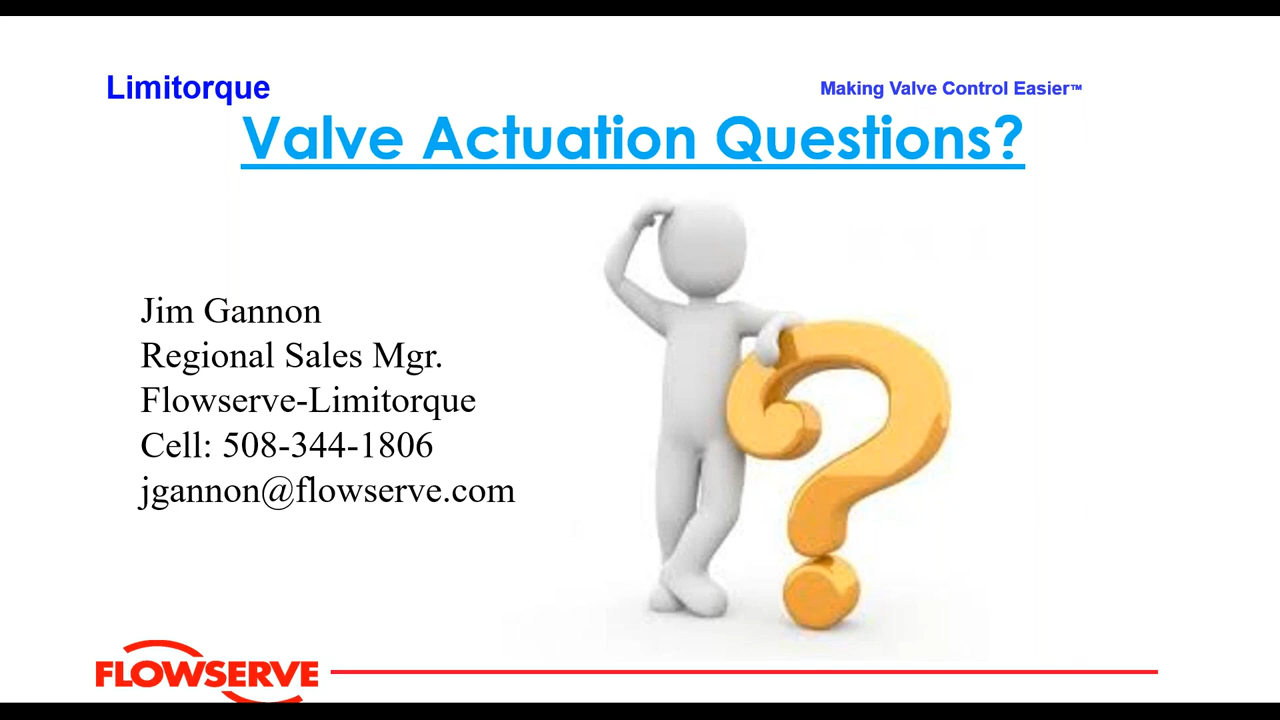 Limitorque
Making Valve Control Easier™
Valve Actuation Questions?
Jim Gannon
Regional Sales Mgr.
Flowserve-Limitorque
Cell: 508-344-1806
jgannon@flowserve.com
FLOWSERVE